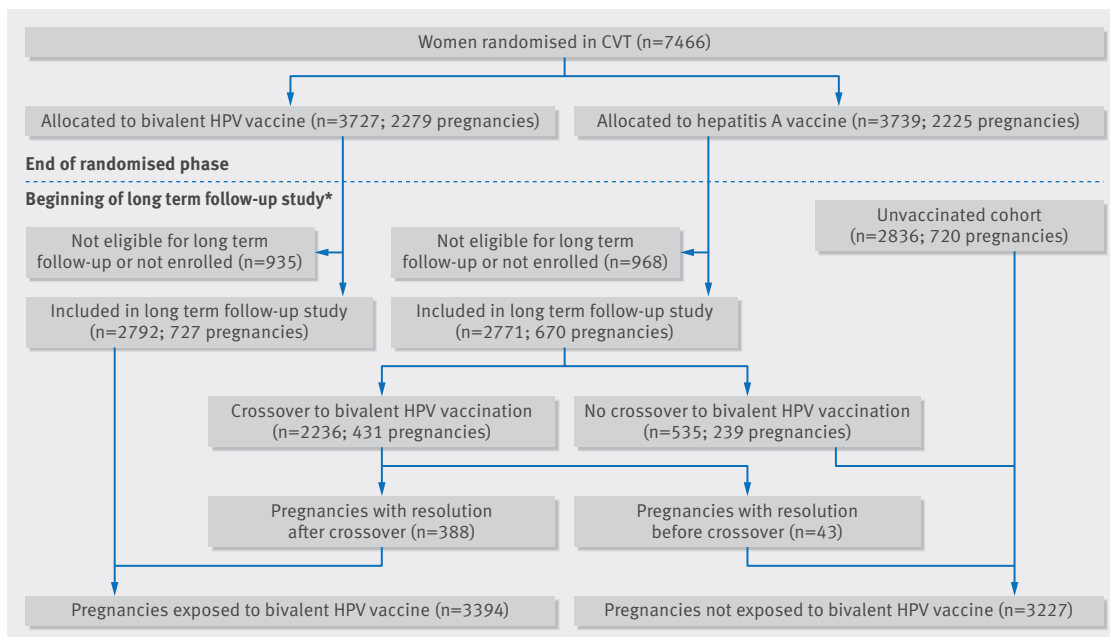 Women randomised in CVT (n=7466)
Allocated to bivalent HPV vaccine (n=3727; 2279 pregnancies)
Allocated to hepatitis A vaccine (n=3739; 2225 pregnancies)
End of randomised phase
Beginning of long term follow-up study*
Unvaccinated cohort
(n=2836; 720 pregnancies)
Not eligible for long term
follow-up or not enrolled (n=935)
Not eligible for long term
follow-up or not enrolled (n=968)
Included in long term follow-up study
(n=2792; 727 pregnancies)
Included in long term follow-up study
(n=2771; 670 pregnancies)
Crossover to bivalent HPV vaccination
(n=2236; 431 pregnancies)
No crossover to bivalent HPV vaccination
(n=535; 239 pregnancies)
Pregnancies with resolution
after crossover (n=388)
Pregnancies with resolution
before crossover (n=43)
Pregnancies exposed to bivalent HPV vaccine (n=3394)
Pregnancies not exposed to bivalent HPV vaccine (n=3227)